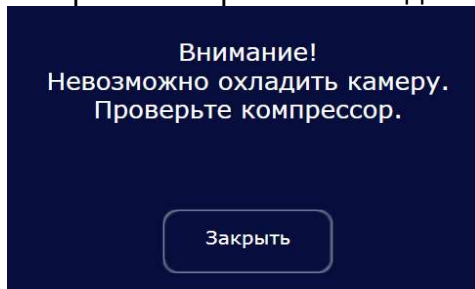 Внимание!
Невозможно охладить камеру.
Проверьте компрессор.
Закрыть